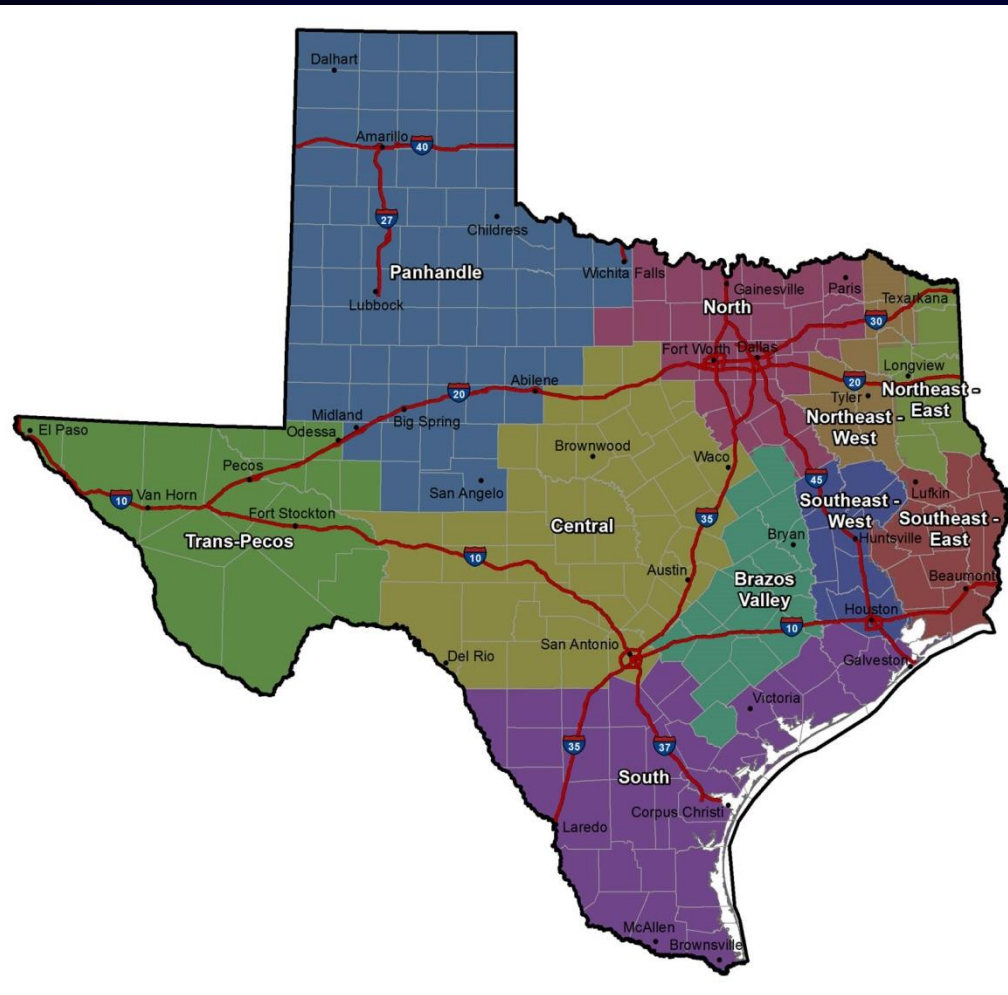 Dalhart
Amarillo
40
27
Childress
Panhandle
Wichita Falls
Lubbock
Gainesville
Paris
North
Texarkana
30
Fort Worth
Dallas
Longview
20
Abilene
20
Tyler
Northeast -
East
Northeast -
West
Midland
Big Spring
Odessa
El Paso
Brownwood
Waco
Pecos
San Angelo
45
Lufkin
10
Van Horn
Fort Stockton
Southeast -
West
Southeast -
East
Trans-Pecos
Central
35
Bryan
Huntsville
10
Austin
Brazos
Valley
Beaumont
Houston
10
San Antonio
Del Rio
Galveston
Victoria
35
37
South
Corpus Christi
Laredo
McAllen
Brownsville